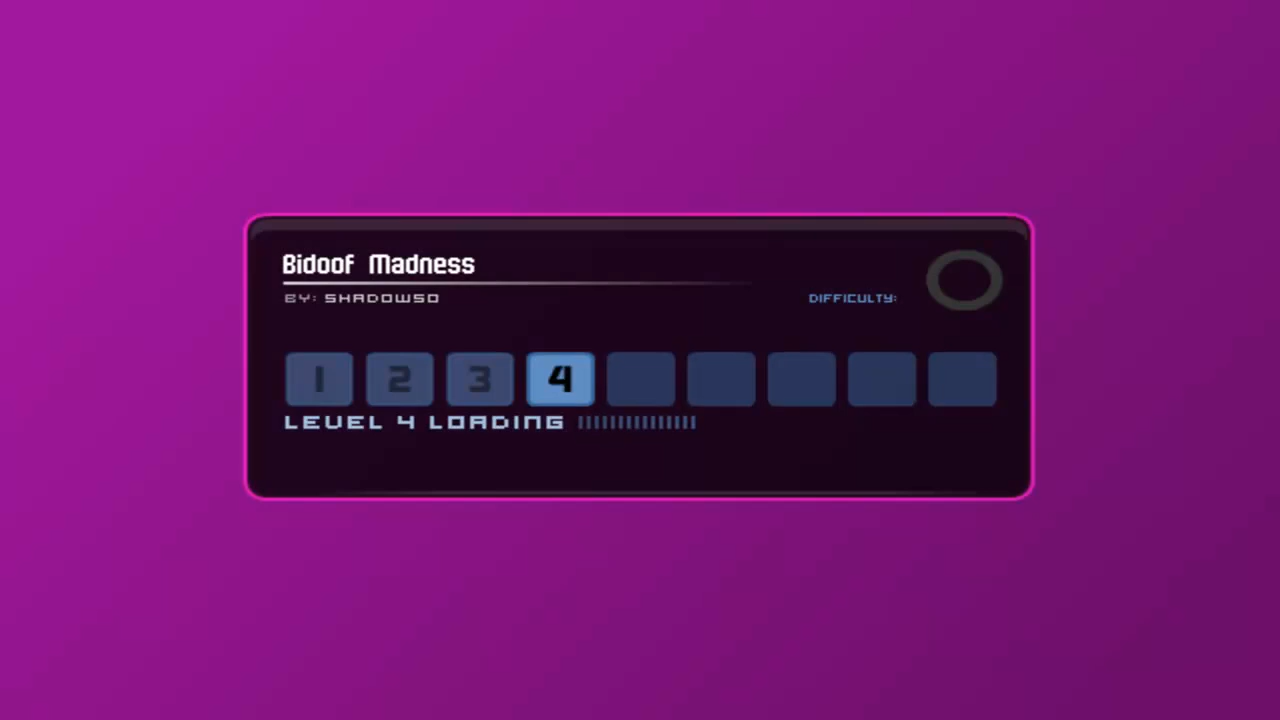 Bidoof Madness
BY: SHADOWSO
DIFFICULTY:
1 2 3 4
LEVEL 4 LOADING